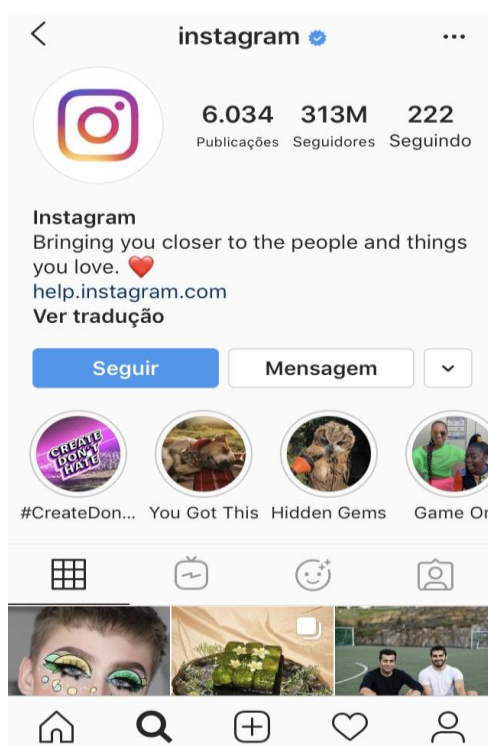 instagram
6.034 313M 222
Publicações Seguidores Seguindo
Instagram
Bringing you closer to the people and things
you love. ❤️
help.instagram.com
Ver tradução
Seguir Mensagem
CREATE
DON'T
HATE
#CreateDon... You Got This Hidden Gems Game On